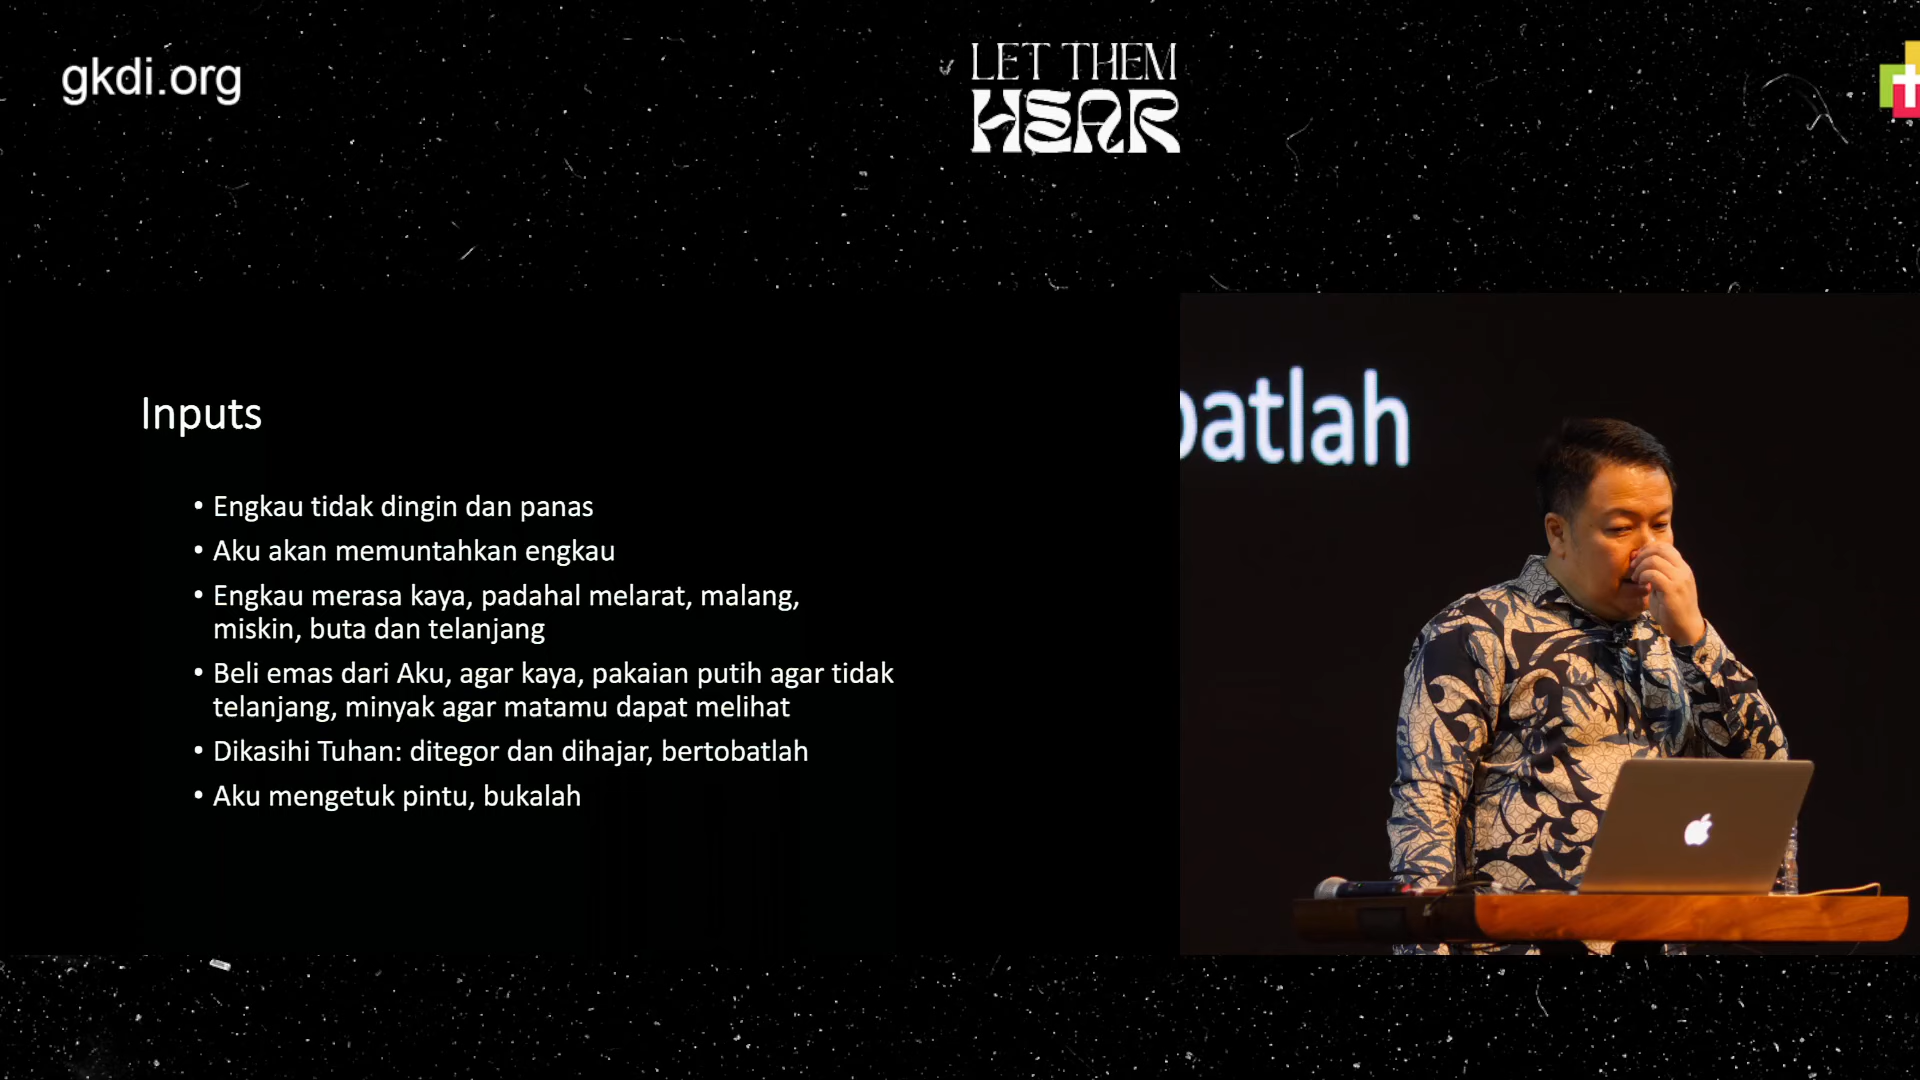 gkdi.org
LET THEM
HEAR
Inputs
• Engkau tidak dingin dan panas
• Aku akan memuntahkan engkau
• Engkau merasa kaya, padahal melarat, malang,
miskin, buta dan telanjang
• Beli emas dari Aku, agar kaya, pakaian putih agar tidak
telanjang, minyak agar matamu dapat melihat
• Dikasihi Tuhan: ditegor dan dihajar, bertobatlah
• Aku mengetuk pintu, bukalah
batlah